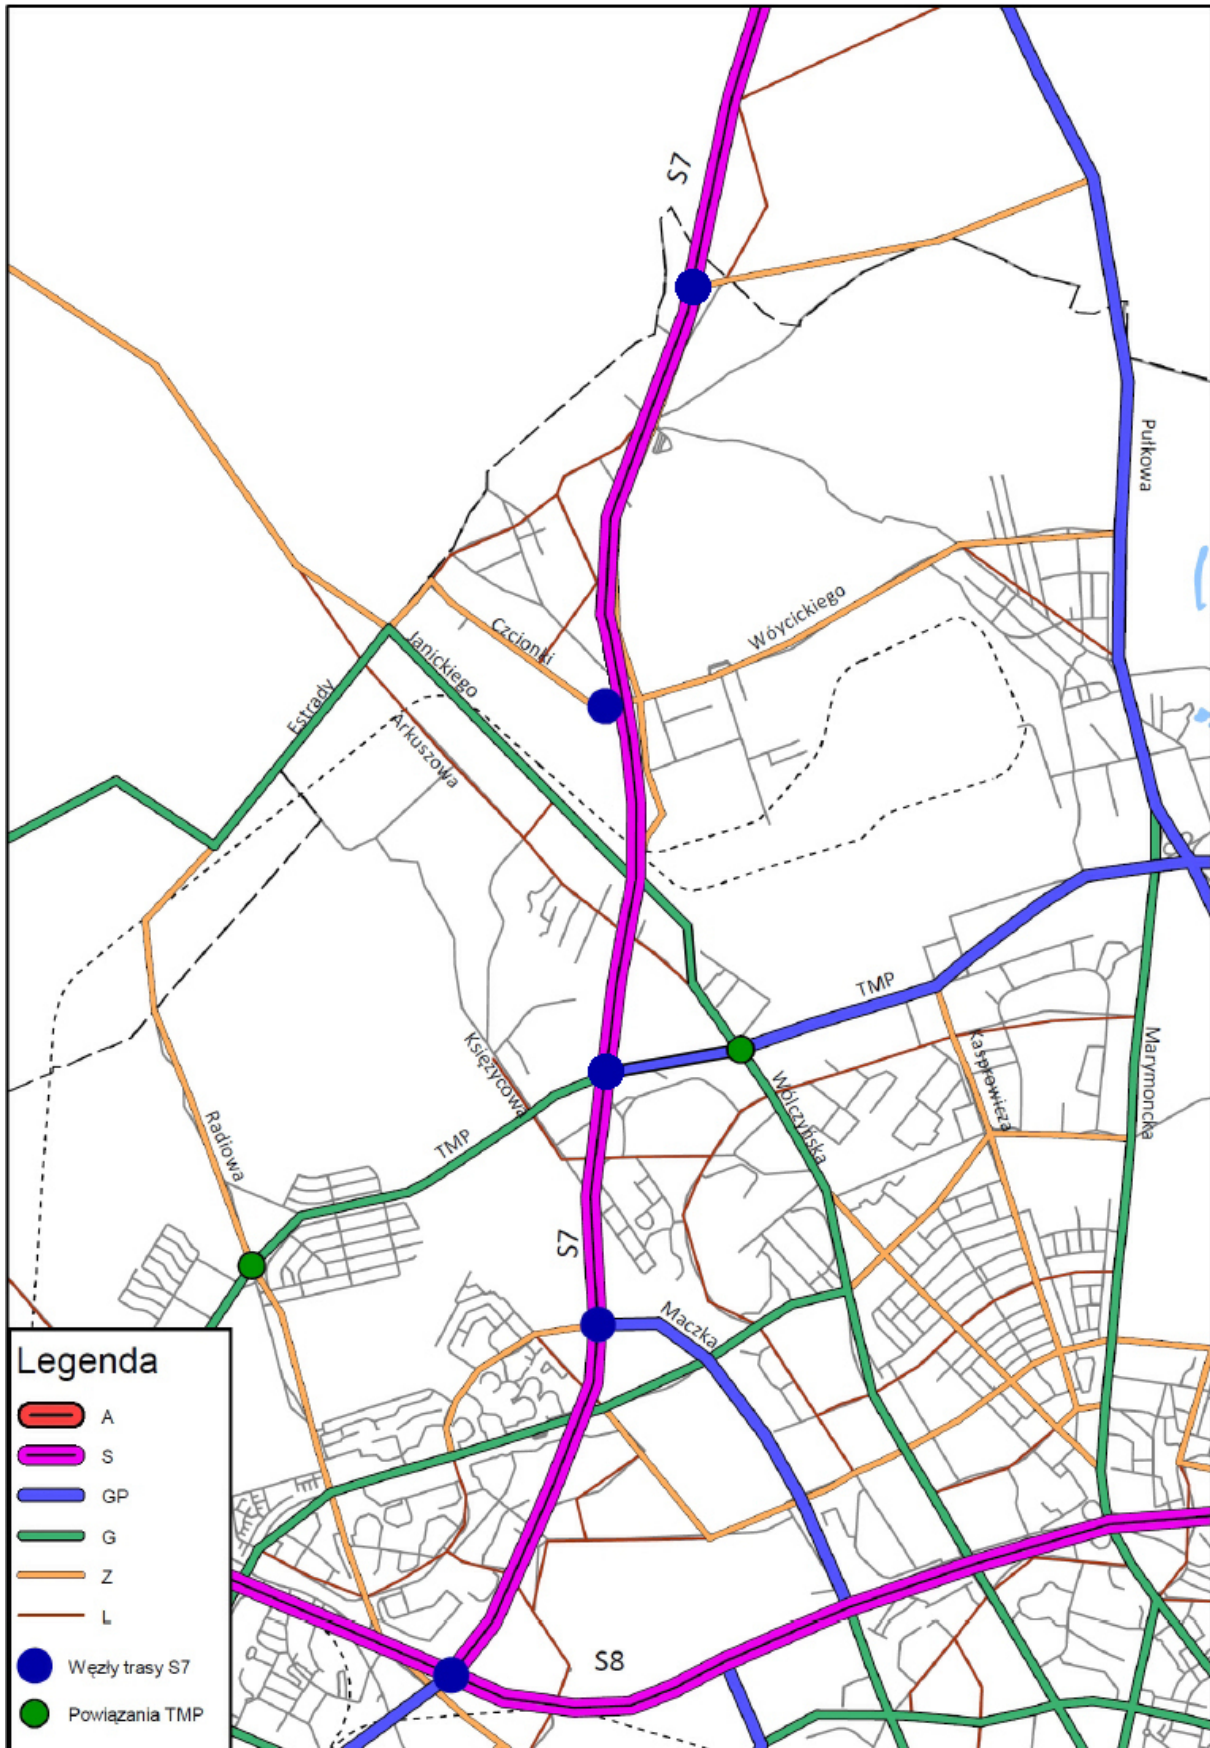 S7
Pułkowa
Wóycickiego
Czcionki
Janickiego
Estrady
Arkuszowa
TMP
Księżycowa
Kasprowicza
Marymoncka
Wólczyńska
Radiowa
TMP
S7
Maczka
S8
Legenda
A
S
GP
G
Z
L
Węzły trasy S7
Powiązania TMP